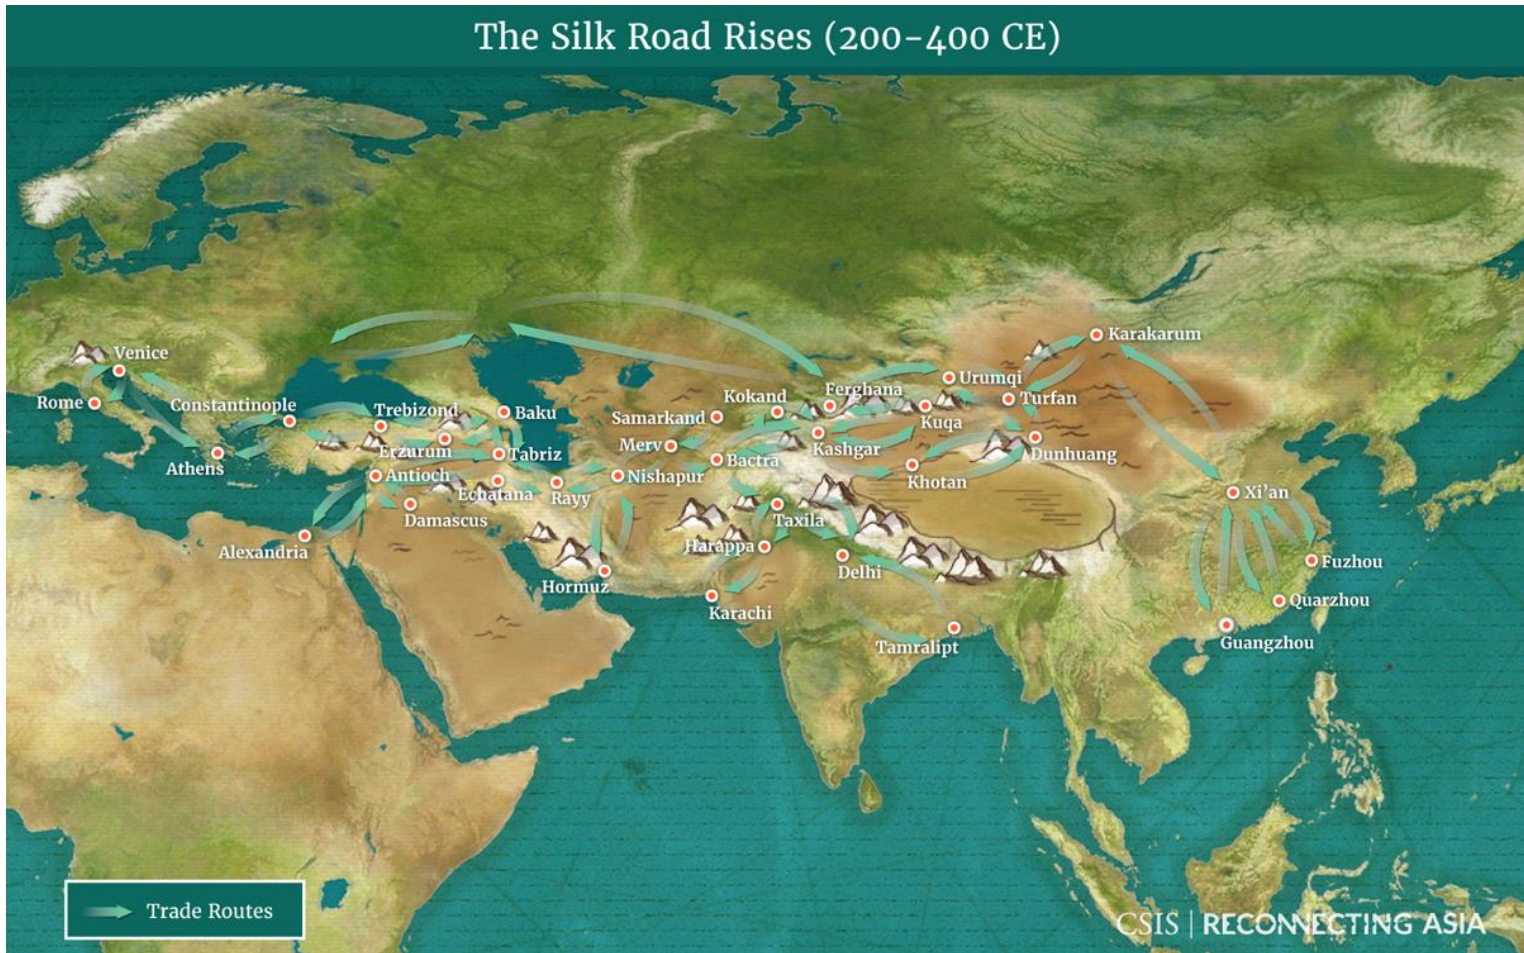 The Silk Road Rises (200-400 CE)
Karakarum
Venice
Urumqi
Ferghana
Kokand
Turfan
Rome
Constantinople
Trebizond
Baku
Samarkand
Kuqa
Merv
Kashgar
Erzurum
Tabriz
Bactra
Dunhuang
Athens
Antioch
Nishapur
Khotan
Echatana
Rayy
Xi'an
Damascus
Taxila
Alexandria
Harappa
Delhi
Fuzhou
Hormuz
Quarzhou
Karachi
Tamralipt
Guangzhou
Trade Routes
CSIS | RECONNECTING ASIA